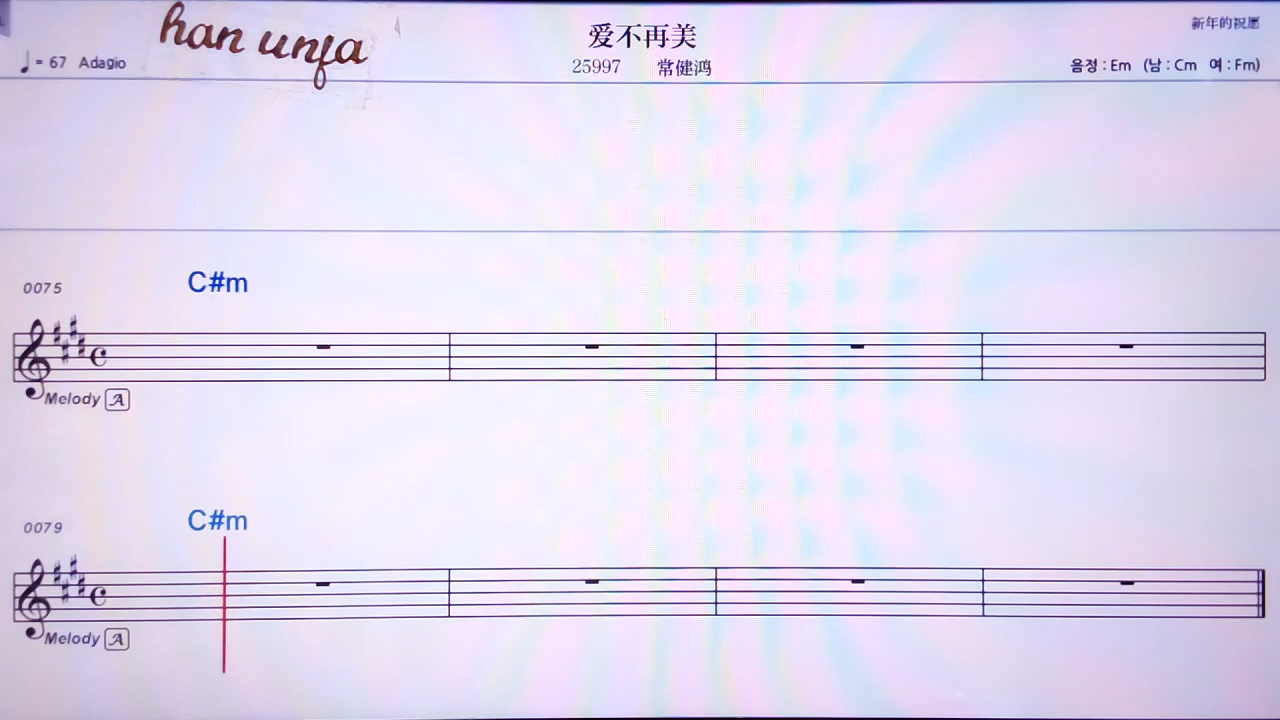 han unfa
爱不再美
新年的祝愿
♩= 67 Adagio
25997 常健鸿
음정 : Em (남 : Cm 여 : Fm)
0075 C#m
Melody A
0079 C#m
Melody A